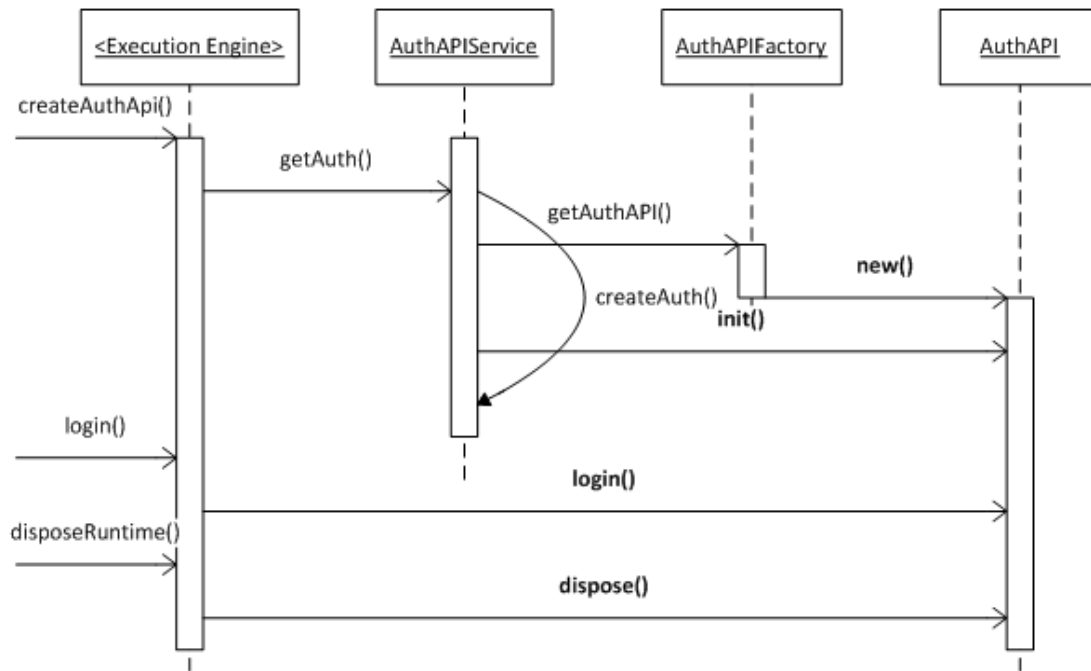 <Execution Engine>
AuthAPIService
AuthAPIFactory
AuthAPI
createAuthApi()
getAuth()
getAuthAPI()
new()
createAuth()
init()
login()
login()
disposeRuntime()
dispose()